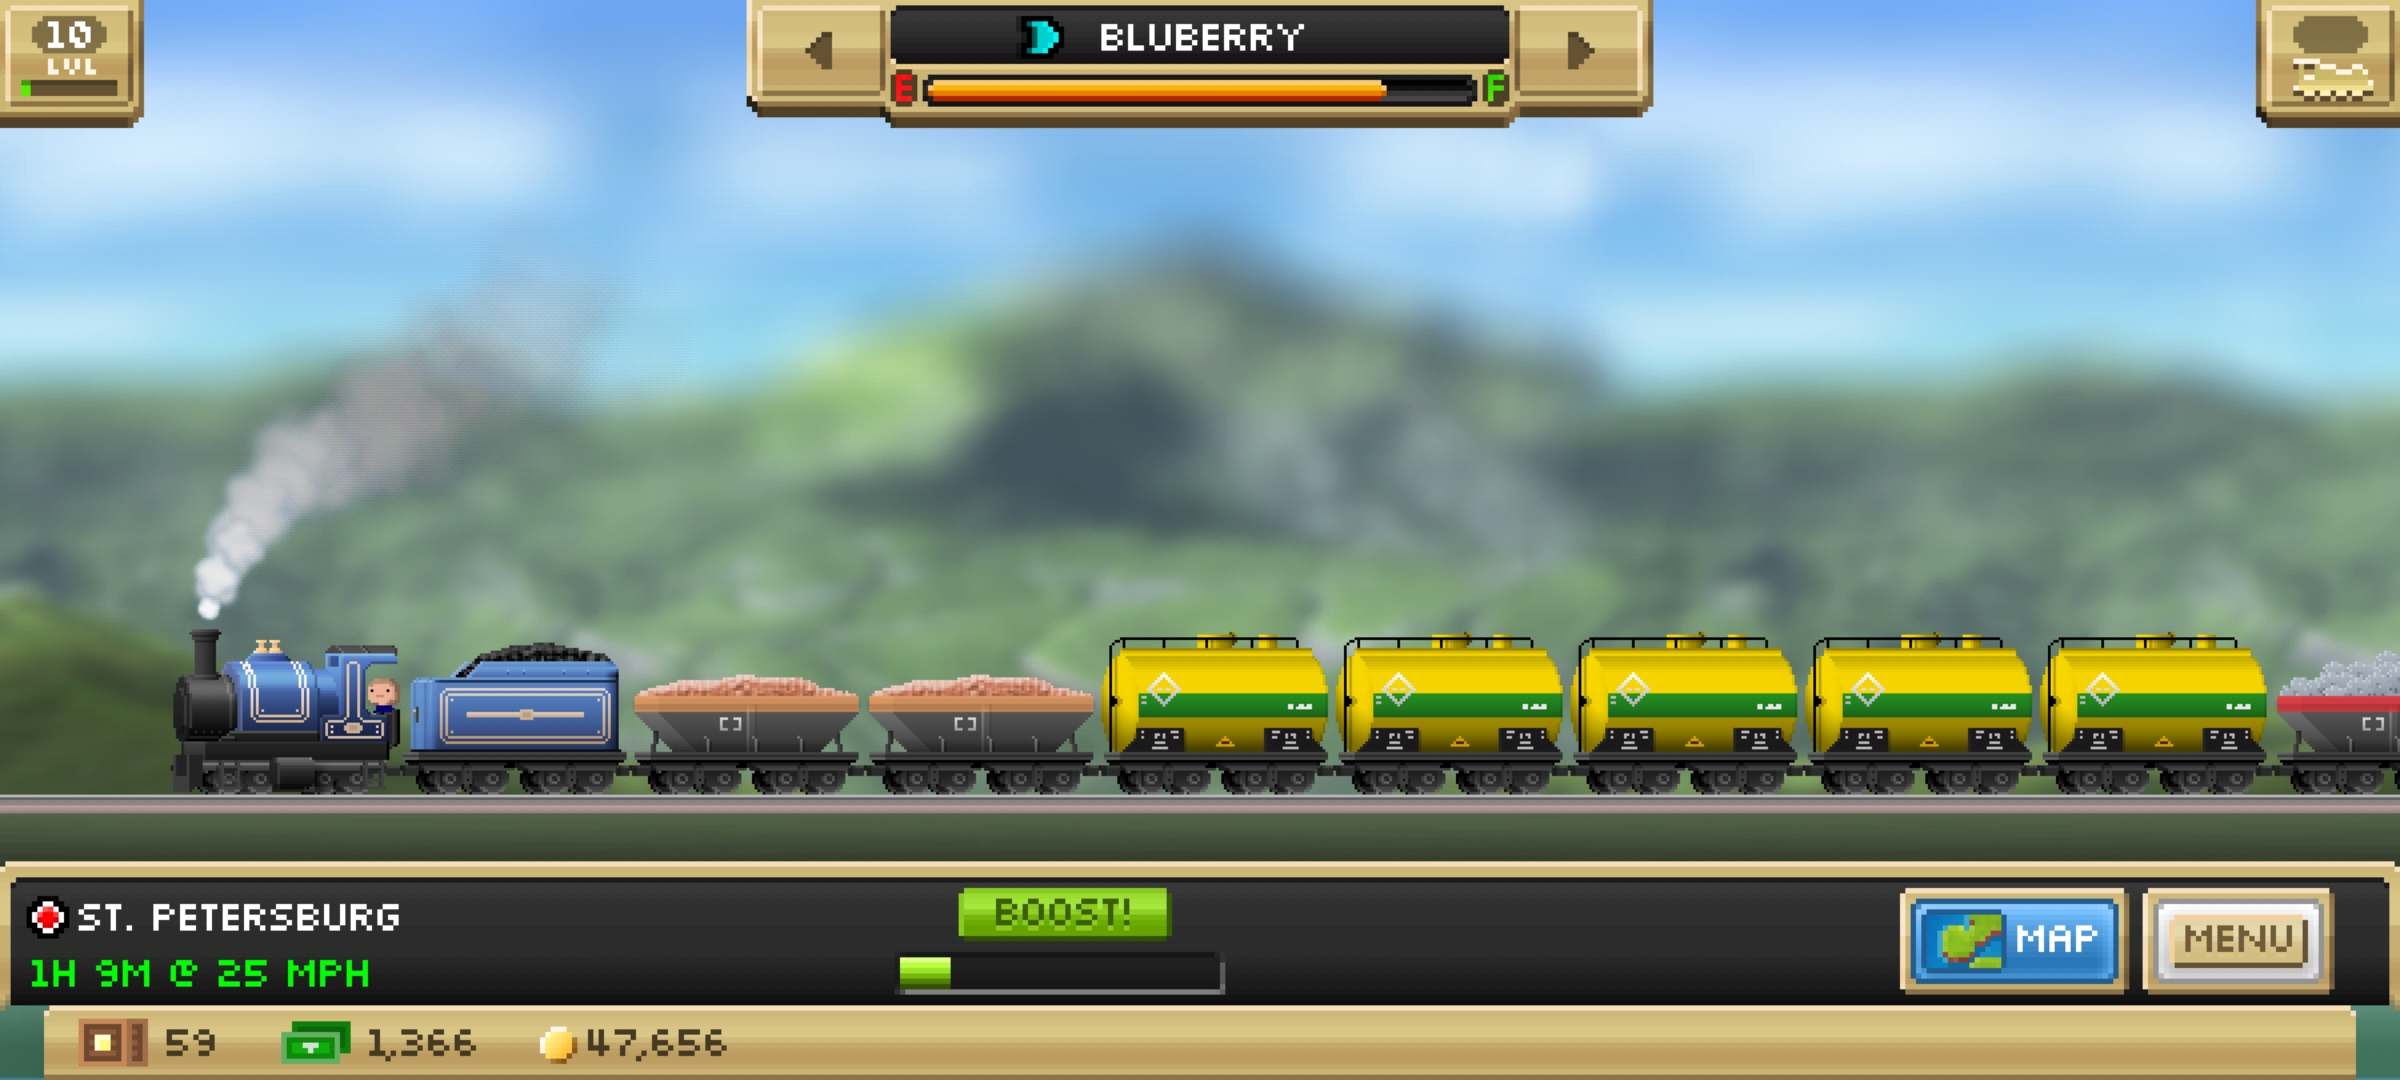 10
LVL
BLUBERRY
E F
ST. PETERSBURG
1H 9M @ 25 MPH
BOOST!
MAP
MENU
59 1,366 47,656